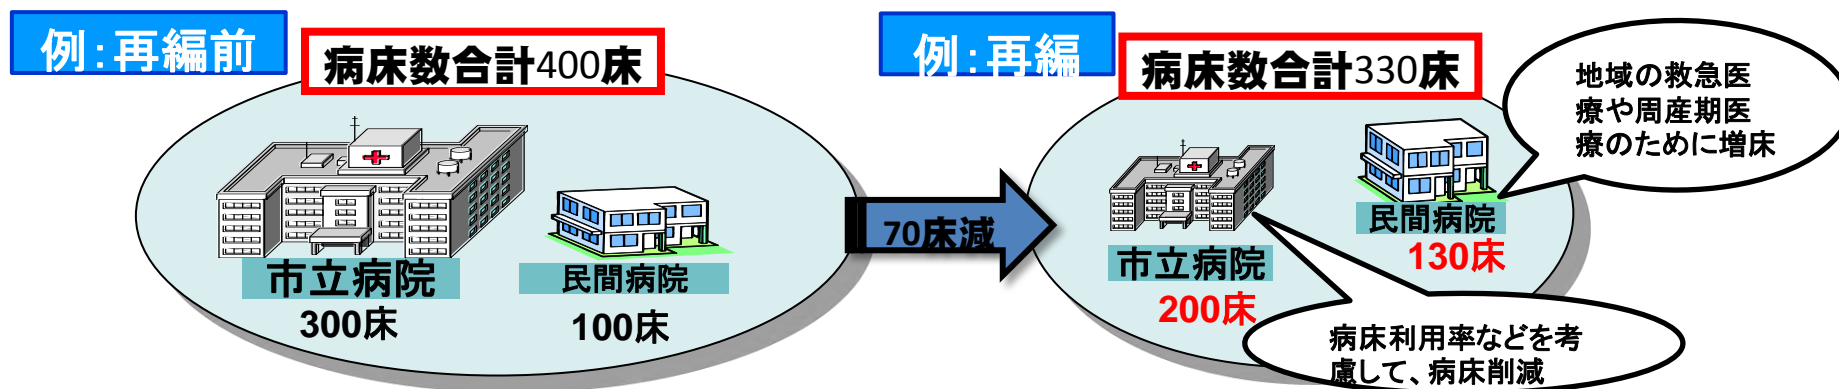 例：再編前
病床数合計400床
市立病院
300床
民間病院
100床
70床減
例：再編
病床数合計330床
市立病院
200床
民間病院
130床
地域の救急医
療や周産期医
療のために増床
病床利用率などを考
慮して、病床削減